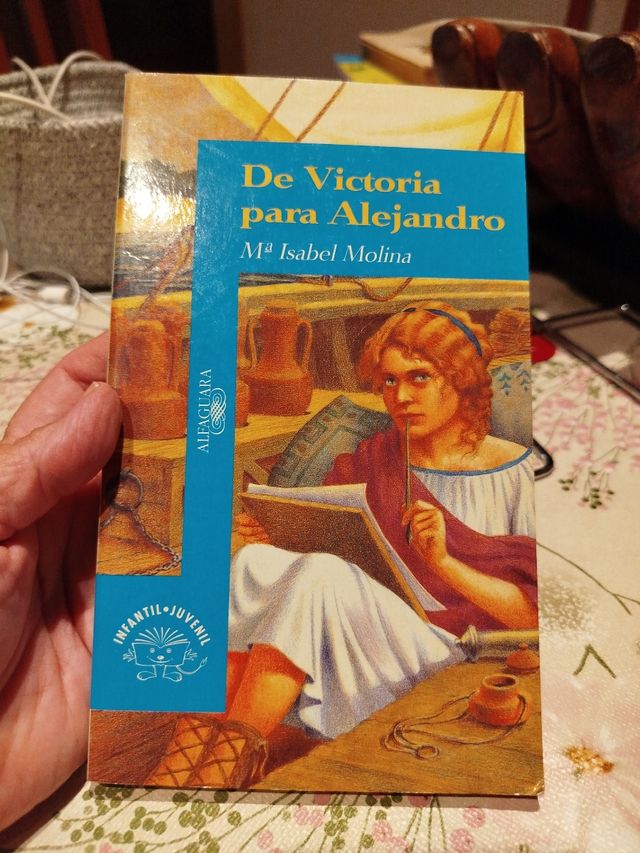 De Victoria
para Alejandro
Mª Isabel Molina
ALFAGUARA
INFANTIL•JUVENIL